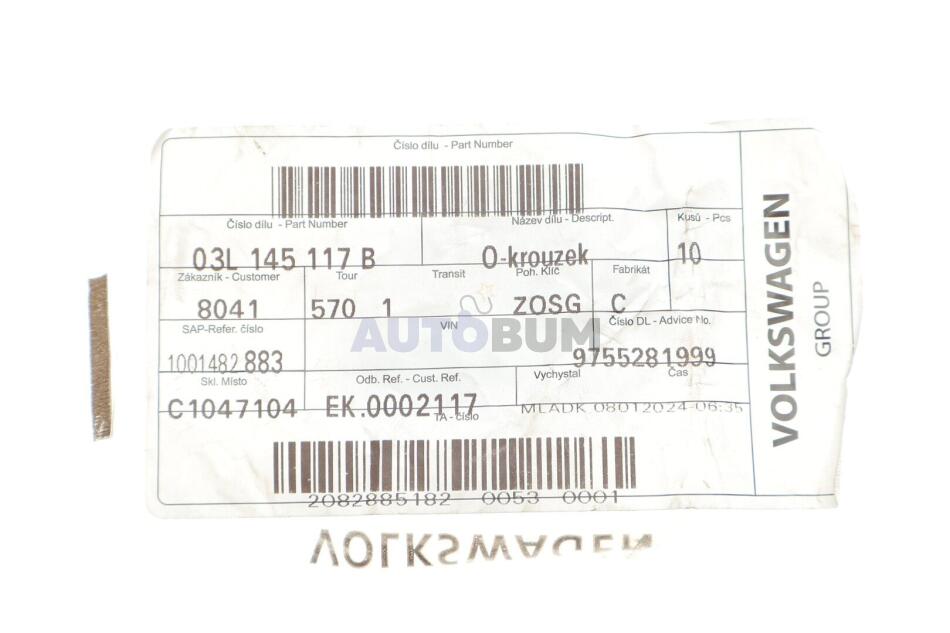 Číslo dílu - Part Number
Číslo dílu - Part Number
Název dílu - Descript.
Kusů - Pcs
03L 145 117 B
O-krouzek
10
Zákazník - Customer
Tour
Transit
Poh. Klíč
Fabrikát
8041
570 1
ZOSG
C
SAP-Refer. číslo
VIN
Číslo DL - Advice No.
AUTOBUM
1001482 883
9755281999
Skl. Místo
Odb. Ref. - Cust. Ref.
Vychystal
Čas
C1047104
EK.0002117
MLADK 08012024-06:35
TA - číslo
2082885182 0053 0001
VOLKSWAGEN
GROUP
VOLKSWAGEN